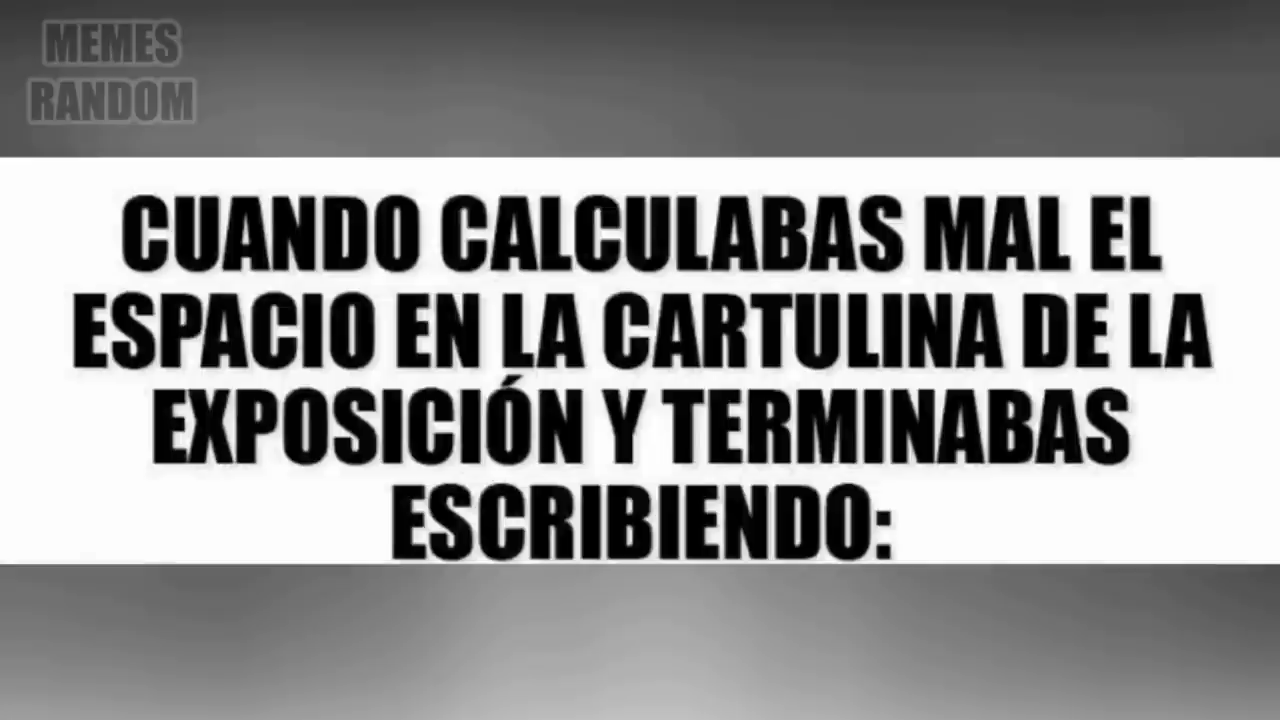 MEMES
RANDOM
CUANDO CALCULABAS MAL EL
ESPACIO EN LA CARTULINA DE LA
EXPOSICIÓN Y TERMINABAS
ESCRIBIENDO: